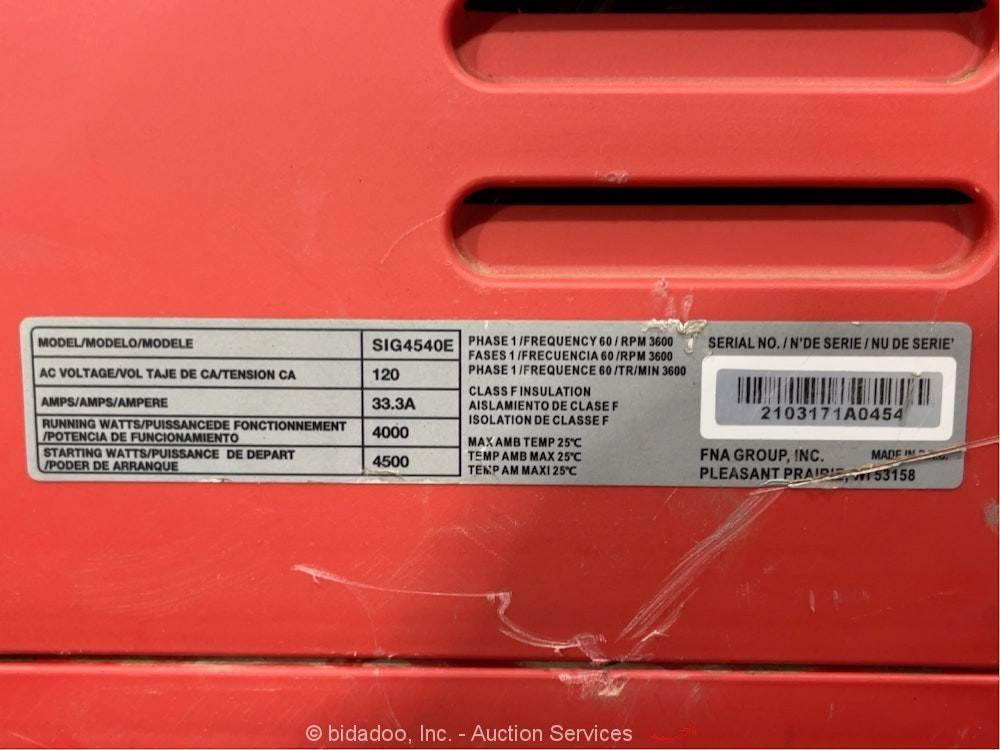 MODEL/MODELO/MODELE SIG4540E
AC VOLTAGE/VOL TAJE DE CA/TENSION CA 120
AMPS/AMPS/AMPERE 33.3A
RUNNING WATTS/PUISSANCEDE FONCTIONNEMENT
/POTENCIA DE FUNCIONAMIENTO 4000
STARTING WATTS/PUISSANCE DE DEPART
/PODER DE ARRANQUE 4500
PHASE 1 /FREQUENCY 60 / RPM 3600
FASES 1 /FRECUENCIA 60 / RPM 3600
PHASE 1 /FREQUENCE 60 /TR/MIN 3600
CLASS F INSULATION
AISLAMIENTO DE CLASE F
ISOLATION DE CLASSE F
MAX AMB TEMP 25℃
TEMP AMB MAX 25℃
TEMP AM MAXI 25℃
SERIAL NO. / N'DE SERIE / NU DE SERIE'
2103171A0454
FNA GROUP, INC. MADE IN
PLEASANT PRAIRIE, WI 53158
© bidadoo, Inc. - Auction Services